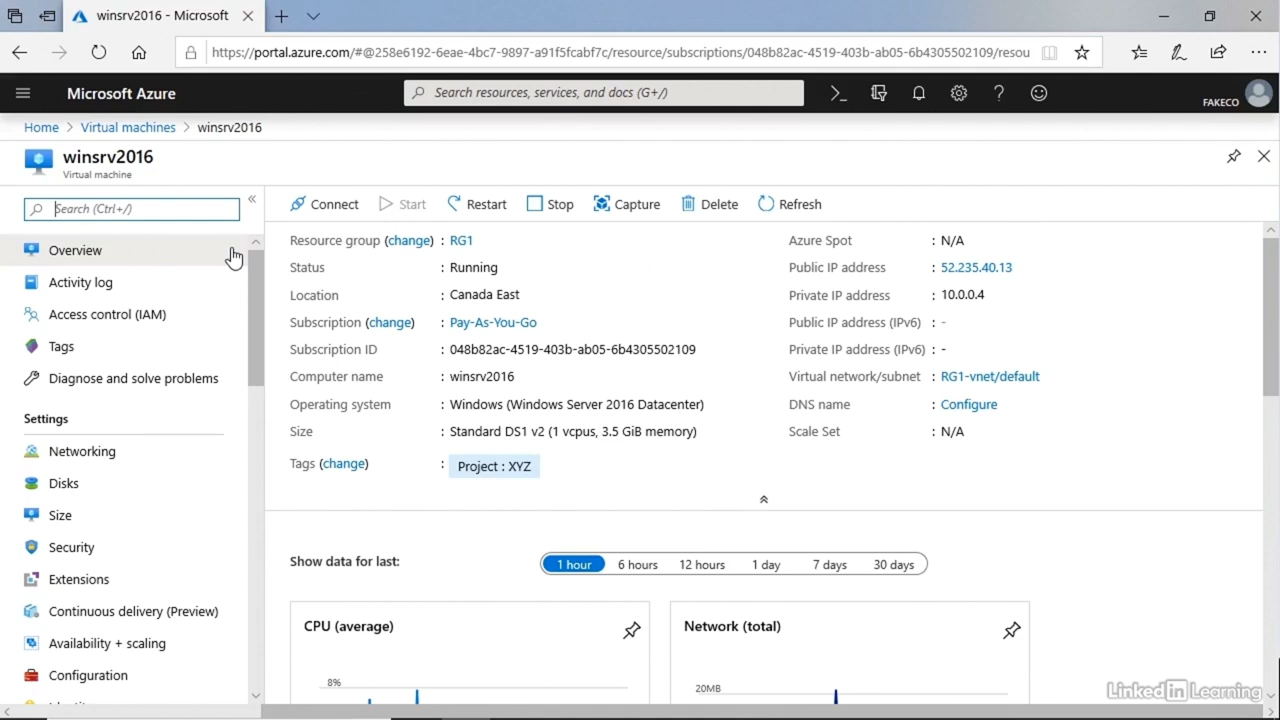 winsrv2016 - Microsoft
https://portal.azure.com/#@258e6192-6eae-4bc7-9897-a91f5fcabf7c/resource/subscriptions/048b82ac-4519-403b-ab05-6b4305502109/resou
Microsoft Azure
Search resources, services, and docs (G+/)
FAKECO
Home > Virtual machines > winsrv2016
winsrv2016
Virtual machine
Search (Ctrl+/)
Overview
Activity log
Access control (IAM)
Tags
Diagnose and solve problems
Settings
Networking
Disks
Size
Security
Extensions
Continuous delivery (Preview)
Availability + scaling
Configuration
Connect Start Restart Stop Capture Delete Refresh
Resource group (change) : RG1
Status : Running
Location : Canada East
Subscription (change) : Pay-As-You-Go
Subscription ID : 048b82ac-4519-403b-ab05-6b4305502109
Computer name : winsrv2016
Operating system : Windows (Windows Server 2016 Datacenter)
Size : Standard DS1 v2 (1 vcpus, 3.5 GiB memory)
Tags (change) : Project : XYZ
Azure Spot : N/A
Public IP address : 52.235.40.13
Private IP address : 10.0.0.4
Public IP address (IPv6) : -
Private IP address (IPv6) : -
Virtual network/subnet : RG1-vnet/default
DNS name : Configure
Scale Set : N/A
Show data for last: 1 hour 6 hours 12 hours 1 day 7 days 30 days
CPU (average)
8%
Network (total)
20MB
Linked in Learning